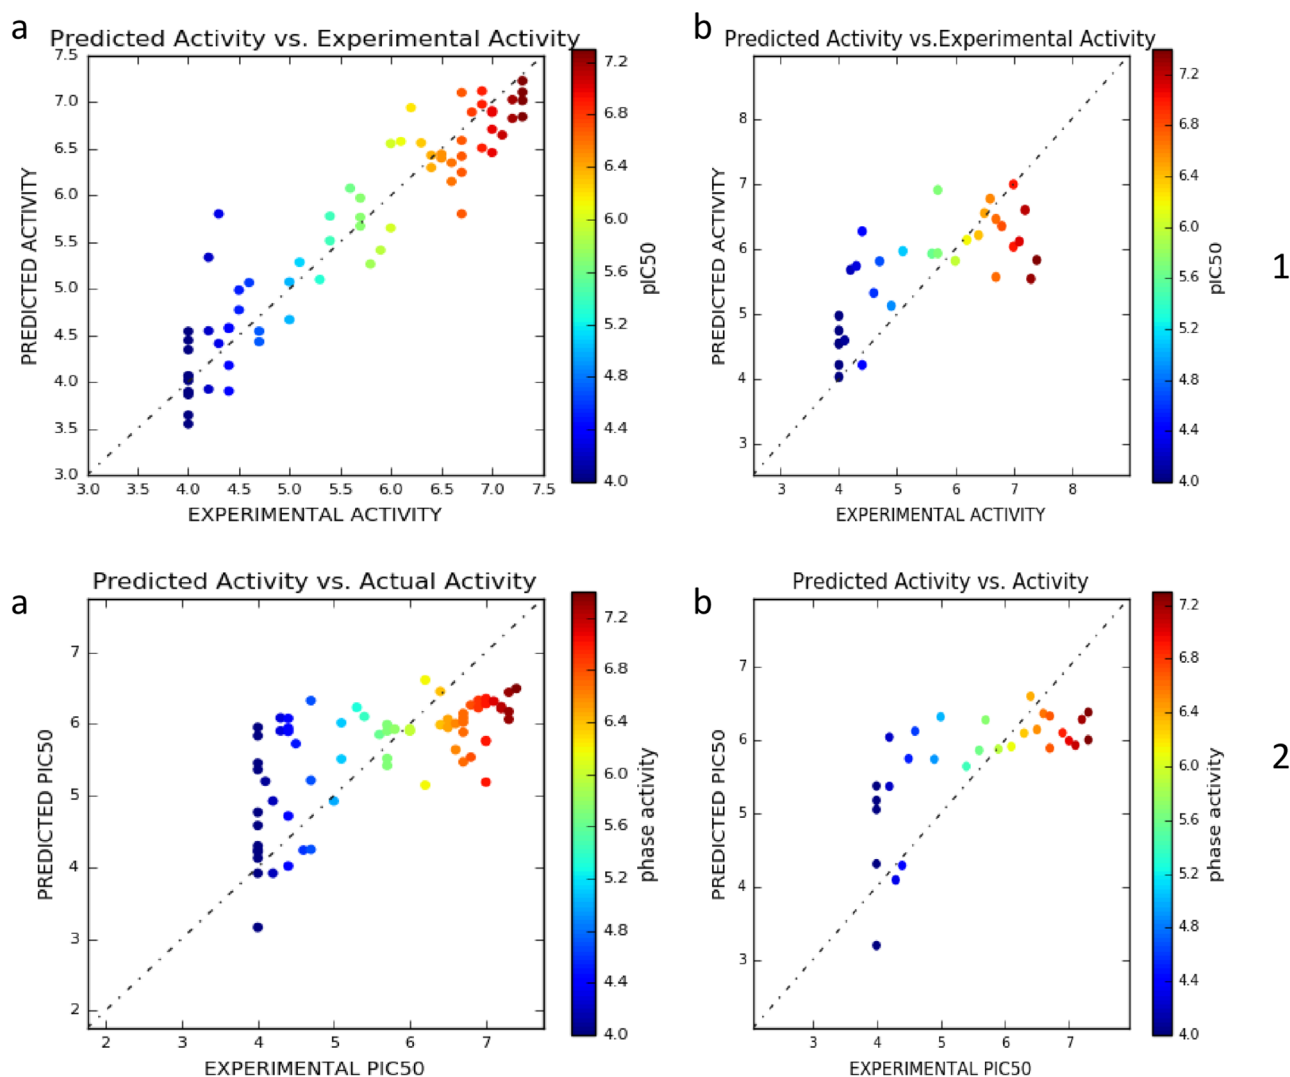 a
Predicted Activity vs. Experimental Activity
7.5
7.0
6.5
6.0
5.5
5.0
4.5
4.0
3.5
3.0
PREDICTED ACTIVITY
3.0 3.5 4.0 4.5 5.0 5.5 6.0 6.5 7.0 7.5
EXPERIMENTAL ACTIVITY
7.2
6.8
6.4
6.0
5.6
5.2
4.8
4.4
4.0
pIC50
b
Predicted Activity vs.Experimental Activity
8
7
6
5
4
3
PREDICTED ACTIVITY
3 4 5 6 7 8
EXPERIMENTAL ACTIVITY
7.2
6.8
6.4
6.0
5.6
5.2
4.8
4.4
4.0
pIC50
1
a
Predicted Activity vs. Actual Activity
7
6
5
4
3
2
PREDICTED PIC50
2 3 4 5 6 7
EXPERIMENTAL PIC50
7.2
6.8
6.4
6.0
5.6
5.2
4.8
4.4
4.0
phase activity
b
Predicted Activity vs. Activity
7
6
5
4
3
PREDICTED PIC50
3 4 5 6 7
EXPERIMENTAL PIC50
7.2
6.8
6.4
6.0
5.6
5.2
4.8
4.4
4.0
phase activity
2